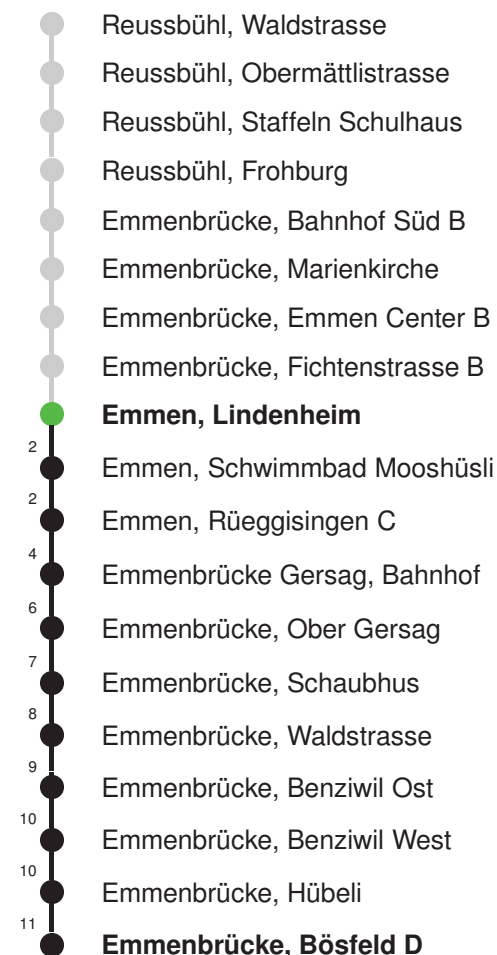 Reussbühl, Waldstrasse
Reussbühl, Obermättlistrasse
Reussbühl, Staffeln Schulhaus
Reussbühl, Frohburg
Emmenbrücke, Bahnhof Süd B
Emmenbrücke, Marienkirche
Emmenbrücke, Emmen Center B
Emmenbrücke, Fichtenstrasse B
Emmen, Lindenheim
2 Emmen, Schwimmbad Mooshüsli
2 Emmen, Rüeggisingen C
4 Emmenbrücke Gersag, Bahnhof
6 Emmenbrücke, Ober Gersag
7 Emmenbrücke, Schaubhus
8 Emmenbrücke, Waldstrasse
9 Emmenbrücke, Benziwil Ost
10 Emmenbrücke, Benziwil West
10 Emmenbrücke, Hübeli
11 Emmenbrücke, Bösfeld D